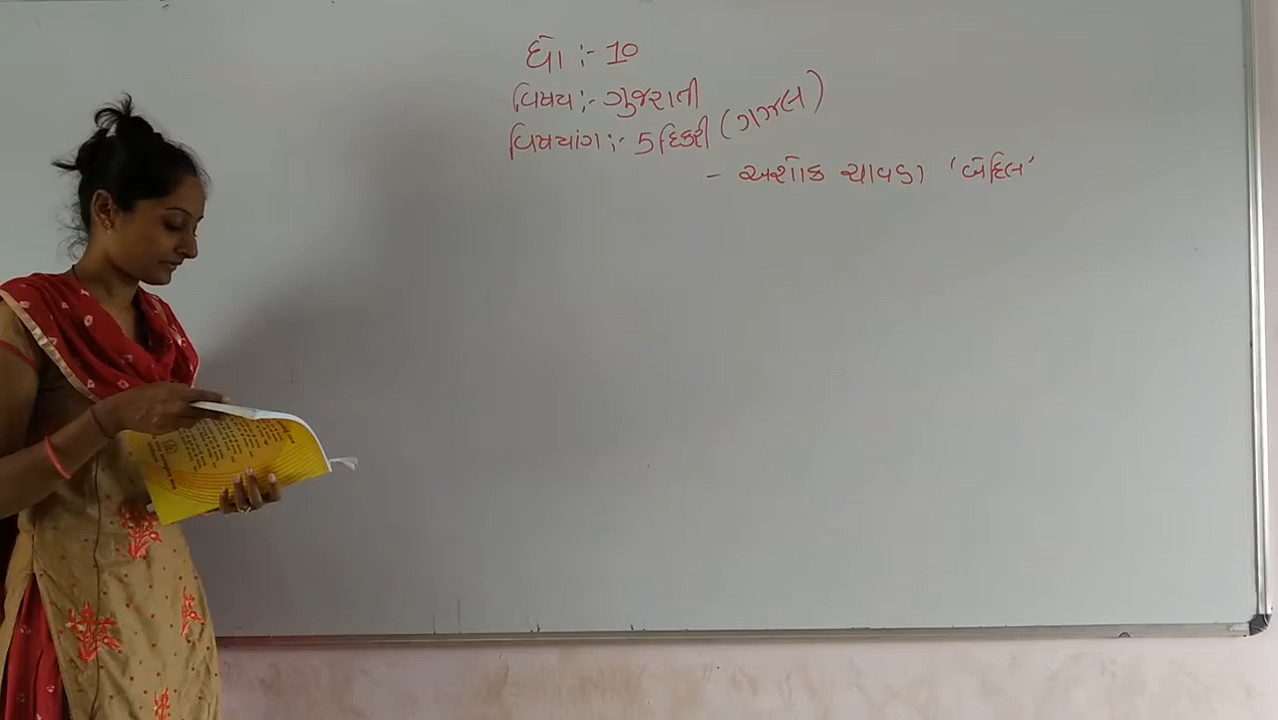 ધો :- 10
વિષય :- ગુજરાતી
વિષયાંગ :- 5 દિકરી (ગઝલ)
- અશોક ચાવડા 'બેદિલ'